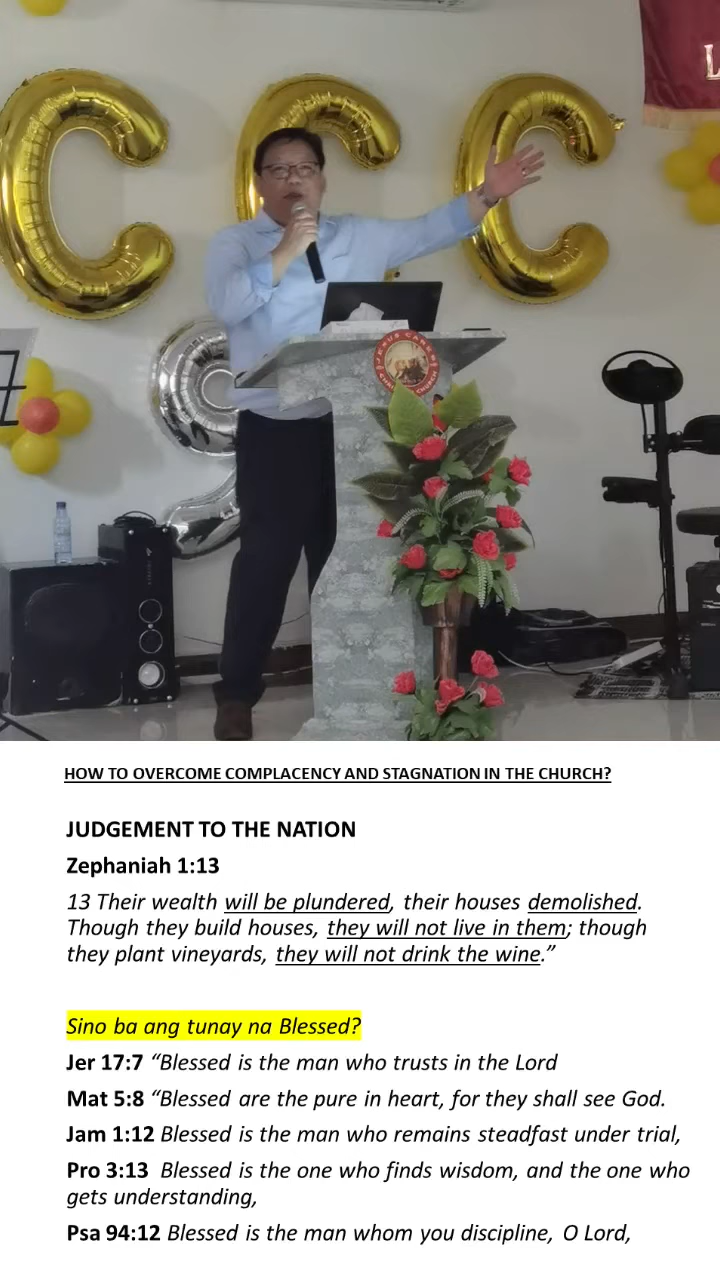 C C C
L
9
JESUS CARES
CHURCH
HOW TO OVERCOME COMPLACENCY AND STAGNATION IN THE CHURCH?
JUDGEMENT TO THE NATION
Zephaniah 1:13
13 Their wealth will be plundered, their houses demolished.
Though they build houses, they will not live in them; though
they plant vineyards, they will not drink the wine.”
Sino ba ang tunay na Blessed?
Jer 17:7 “Blessed is the man who trusts in the Lord
Mat 5:8 “Blessed are the pure in heart, for they shall see God.
Jam 1:12 Blessed is the man who remains steadfast under trial,
Pro 3:13 Blessed is the one who finds wisdom, and the one who
gets understanding,
Psa 94:12 Blessed is the man whom you discipline, O Lord,